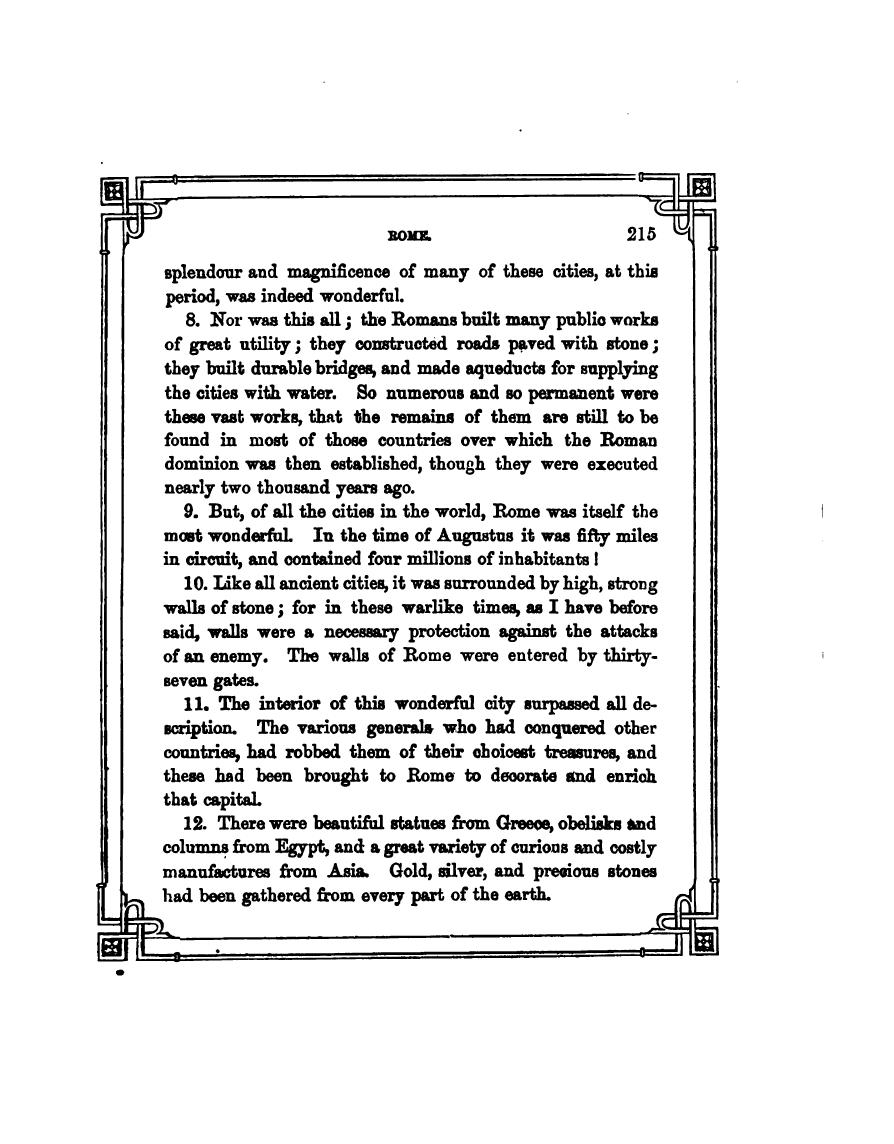 ROME. 215
splendour and magnificence of many of these cities, at this
period, was indeed wonderful.
8. Nor was this all; the Romans built many public works
of great utility; they constructed roads paved with stone;
they built durable bridges, and made aqueducts for supplying
the cities with water. So numerous and so permanent were
these vast works, that the remains of them are still to be
found in most of those countries over which the Roman
dominion was then established, though they were executed
nearly two thousand years ago.
9. But, of all the cities in the world, Rome was itself the
most wonderful. In the time of Augustus it was fifty miles
in circuit, and contained four millions of inhabitants!
10. Like all ancient cities, it was surrounded by high, strong
walls of stone; for in these warlike times, as I have before
said, walls were a necessary protection against the attacks
of an enemy. The walls of Rome were entered by thirty-
seven gates.
11. The interior of this wonderful city surpassed all de-
scription. The various generals who had conquered other
countries, had robbed them of their choicest treasures, and
these had been brought to Rome to decorate and enrich
that capital.
12. There were beautiful statues from Greece, obelisks and
columns from Egypt, and a great variety of curious and costly
manufactures from Asia. Gold, silver, and precious stones
had been gathered from every part of the earth.